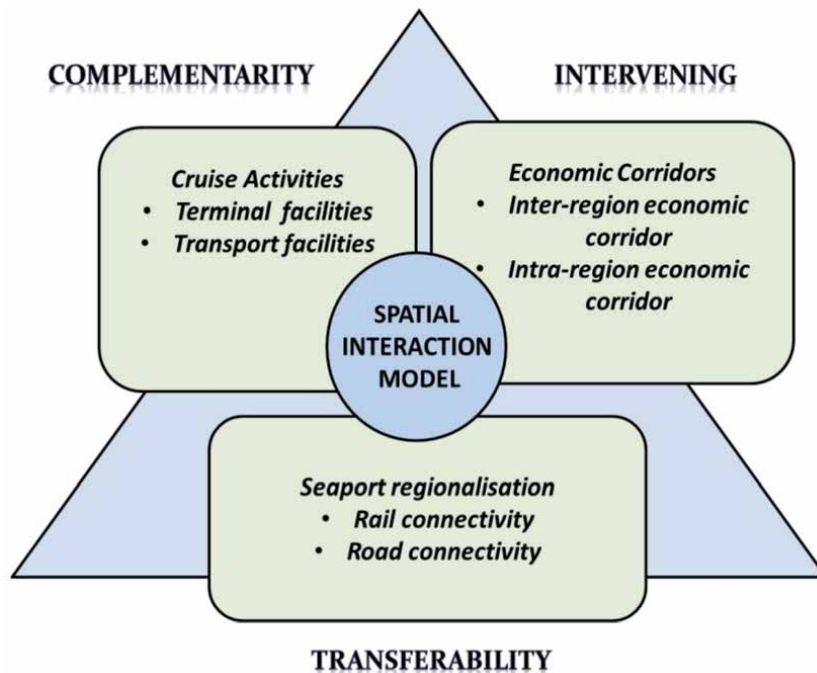 COMPLEMENTARITY
INTERVENING
Cruise Activities
• Terminal facilities
• Transport facilities
Economic Corridors
• Inter-region economic
corridor
• Intra-region economic
corridor
SPATIAL
INTERACTION
MODEL
Seaport regionalisation
• Rail connectivity
• Road connectivity
TRANSFERABILITY